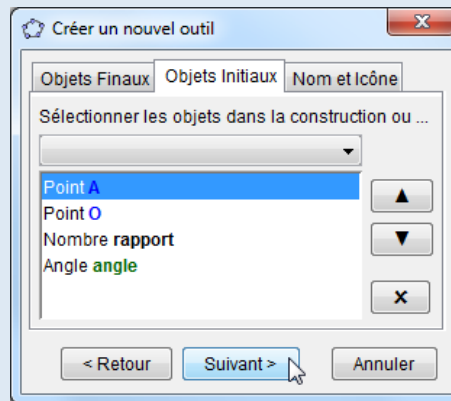 Créer un nouvel outil
Objets Finaux Objets Initiaux Nom et Icône
Sélectionner les objets dans la construction ou ...
Point A
Point O
Nombre rapport
Angle angle
< Retour Suivant > Annuler